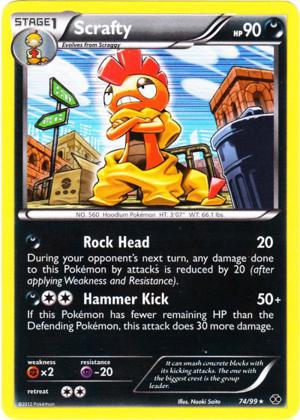 STAGE1
Scrafty
HP90
Evolves from Scraggy
NO. 560 Hoodlum Pokémon HT: 3'07" WT: 66.1 lbs.
Rock Head 20
During your opponent's next turn, any damage done
to this Pokémon by attacks is reduced by 20 (after
applying Weakness and Resistance).
Hammer Kick 50+
If this Pokémon has fewer remaining HP than the
Defending Pokémon, this attack does 30 more damage.
weakness
×2
resistance
-20
retreat
It can smash concrete blocks with
its kicking attacks. The one with
the biggest crest is the group
leader.
©2012 Pokémon
Illus. Naoki Saito
74/99